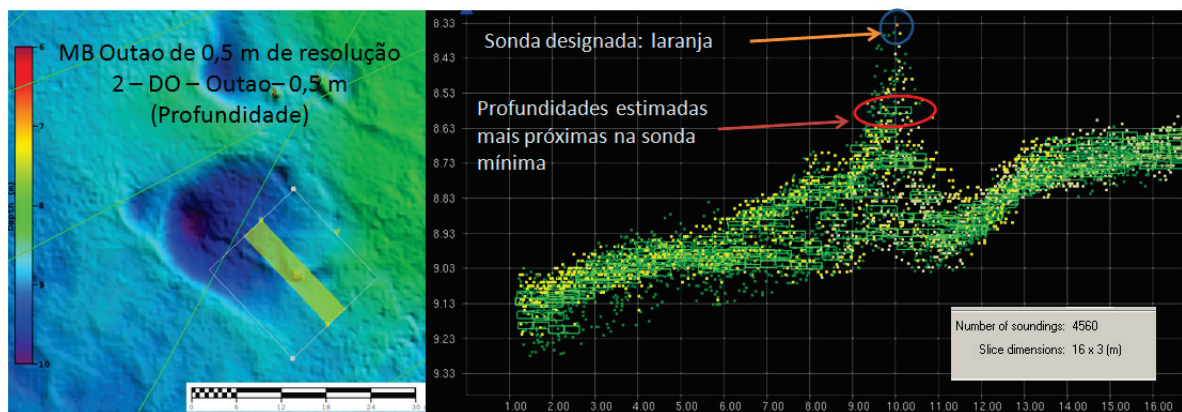 MB Outao de 0,5 m de resolução
2 – DO – Outao– 0,5 m
(Profundidade)
6
7
8
9
10
Depth (m)
0 6 12 18 24 30
Sonda designada: laranja
Profundidades estimadas
mais próximas na sonda
mínima
8.33
8.43
8.53
8.63
8.73
8.83
8.93
9.03
9.13
9.23
9.33
Number of soundings: 4560
Slice dimensions: 16 x 3 (m)
1.00 2.00 3.00 4.00 5.00 6.00 7.00 8.00 9.00 10.00 11.00 12.00 13.00 14.00 15.00 16.00